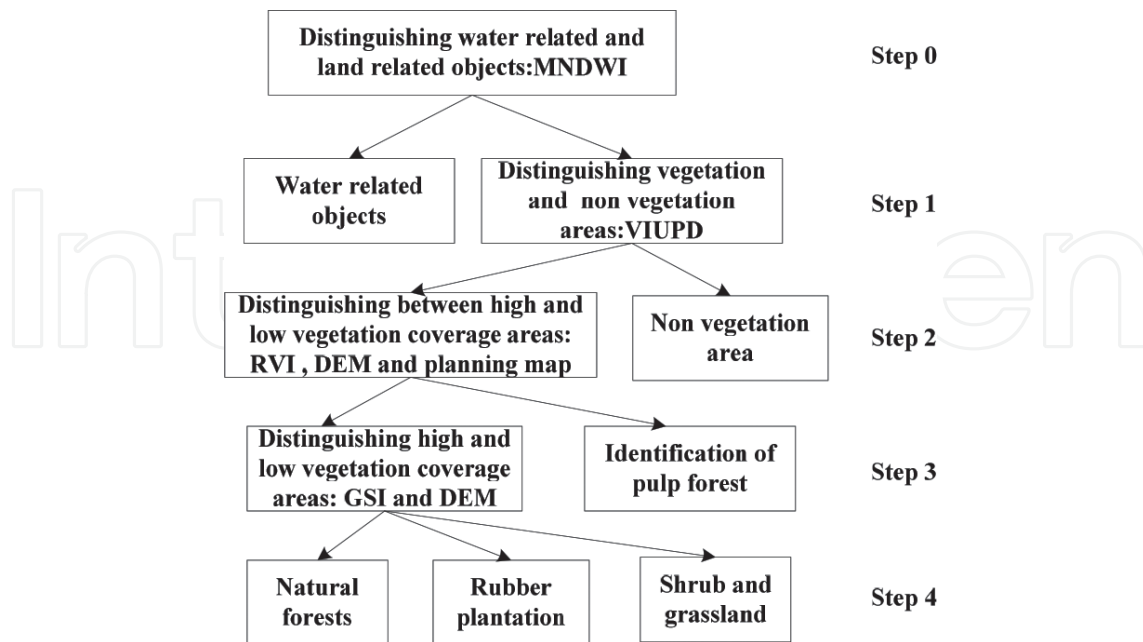 Distinguishing water related and
land related objects:MNDWI
Step 0
Water related
objects
Distinguishing vegetation
and non vegetation
areas:VIUPD
Step 1
Distinguishing between high and
low vegetation coverage areas:
RVI , DEM and planning map
Non vegetation
area
Step 2
Distinguishing high and
low vegetation coverage
areas: GSI and DEM
Identification of
pulp forest
Step 3
Natural
forests
Rubber
plantation
Shrub and
grassland
Step 4